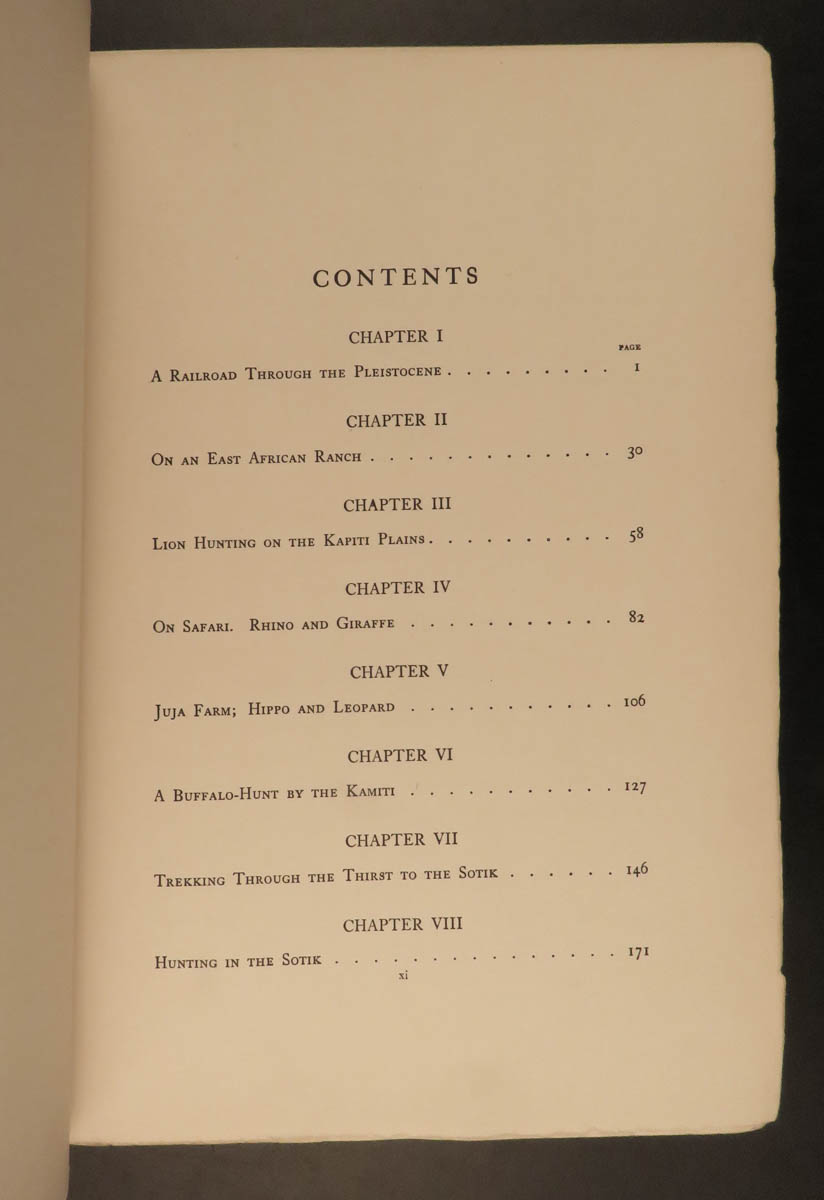 CONTENTS
CHAPTER I
PAGE
A Railroad Through the Pleistocene . . . . . . . . . 1
CHAPTER II
On an East African Ranch . . . . . . . . . . . . . 30
CHAPTER III
Lion Hunting on the Kapiti Plains . . . . . . . . . . 58
CHAPTER IV
On Safari. Rhino and Giraffe . . . . . . . . . . . 82
CHAPTER V
Juja Farm; Hippo and Leopard . . . . . . . . . . . 106
CHAPTER VI
A Buffalo-Hunt by the Kamiti . . . . . . . . . . . 127
CHAPTER VII
Trekking Through the Thirst to the Sotik . . . . . . 146
CHAPTER VIII
Hunting in the Sotik . . . . . . . . . . . . . . . 171
xi